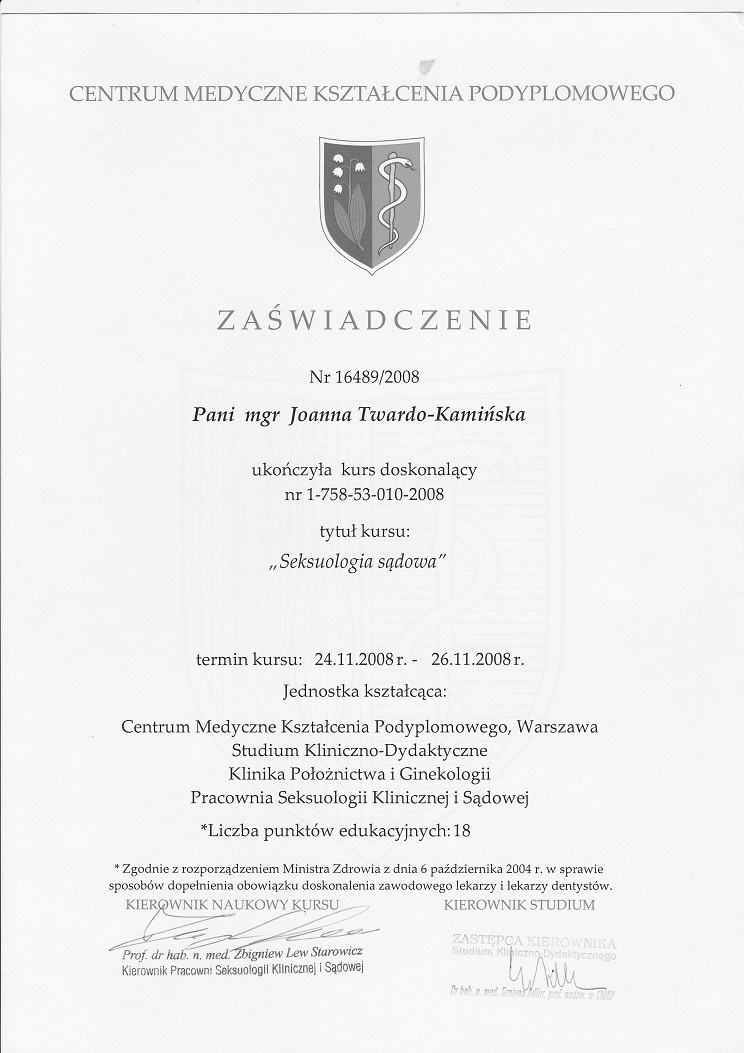 CENTRUM MEDYCZNE KSZTAŁCENIA PODYPLOMOWEGO
ZAŚWIADCZENIE
Nr 16489/2008
Pani mgr Joanna Twardo-Kamińska
ukończyła kurs doskonalący
nr 1-758-53-010-2008
tytuł kursu:
„Seksuologia sądowa”
termin kursu: 24.11.2008 r. - 26.11.2008 r.
Jednostka kształcąca:
Centrum Medyczne Kształcenia Podyplomowego, Warszawa
Studium Kliniczno-Dydaktyczne
Klinika Położnictwa i Ginekologii
Pracownia Seksuologii Klinicznej i Sądowej
*Liczba punktów edukacyjnych: 18
* Zgodnie z rozporządzeniem Ministra Zdrowia z dnia 6 października 2004 r. w sprawie
sposobów dopełnienia obowiązku doskonalenia zawodowego lekarzy i lekarzy dentystów.
KIEROWNIK NAUKOWY KURSU KIEROWNIK STUDIUM
Prof. dr hab. n. med. Zbigniew Lew Starowicz
Kierownik Pracowni Seksuologii Klinicznej i Sądowej
ZASTĘPCA KIEROWNIKA
Studium Kliniczno-Dydaktycznego
Dr hab. n. med. Grażyna Adler, prof. nadzw. w CMKP